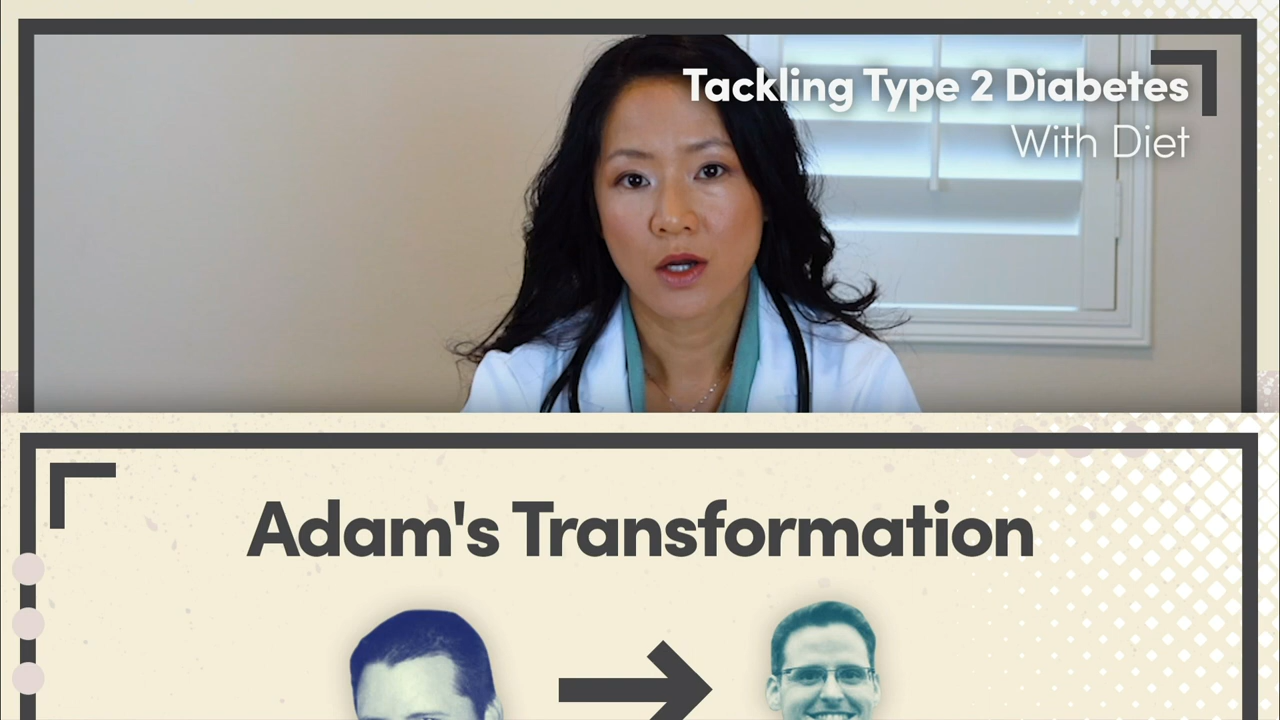 Tackling Type 2 Diabetes
With Diet
Adam's Transformation